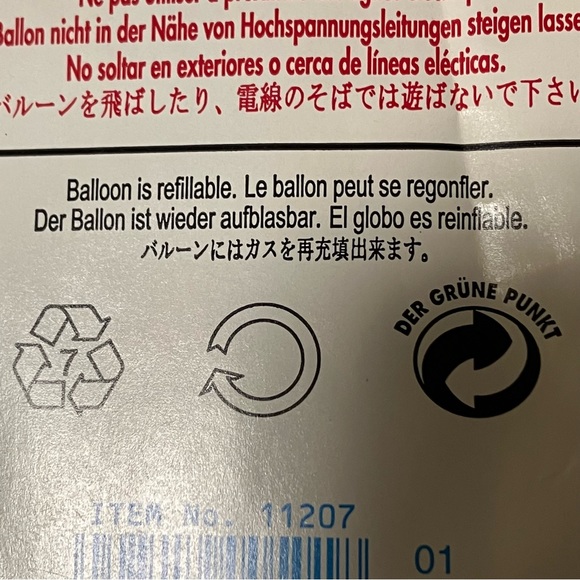 Ballon nicht in der Nähe von Hochspannungsleitungen steigen lasse
No soltar en exteriores o cerca de líneas elécticas.
バルーンを飛ばしたり、電線のそばでは遊ばないで下さい
Balloon is refillable. Le ballon peut se regonfler.
Der Ballon ist wieder aufblasbar. El globo es reinflable.
バルーンにはガスを再充填出来ます。
7
DER GRÜNE PUNKT
ITEM No. 11207
01